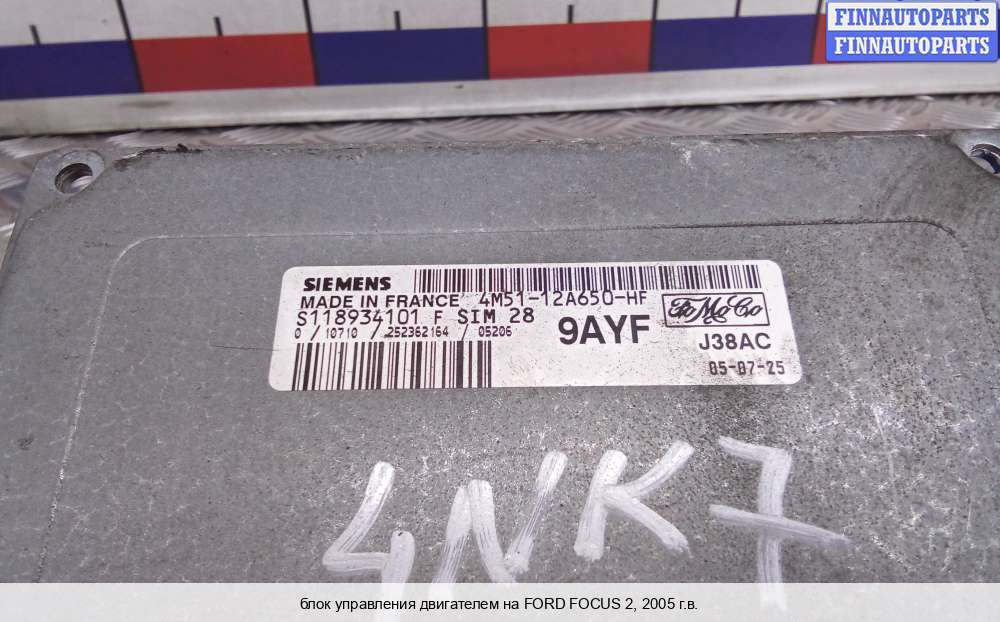 FINNAUTOPARTS
FINNAUTOPARTS
SIEMENS
MADE IN FRANCE 4M51-12A650-HF
S118934101 F SIM 28
0 / 10710 / 252362164 / 05206
9AYF
FoMoCo
J38AC
05-07-25
4NK7
блок управления двигателем на FORD FOCUS 2, 2005 г.в.